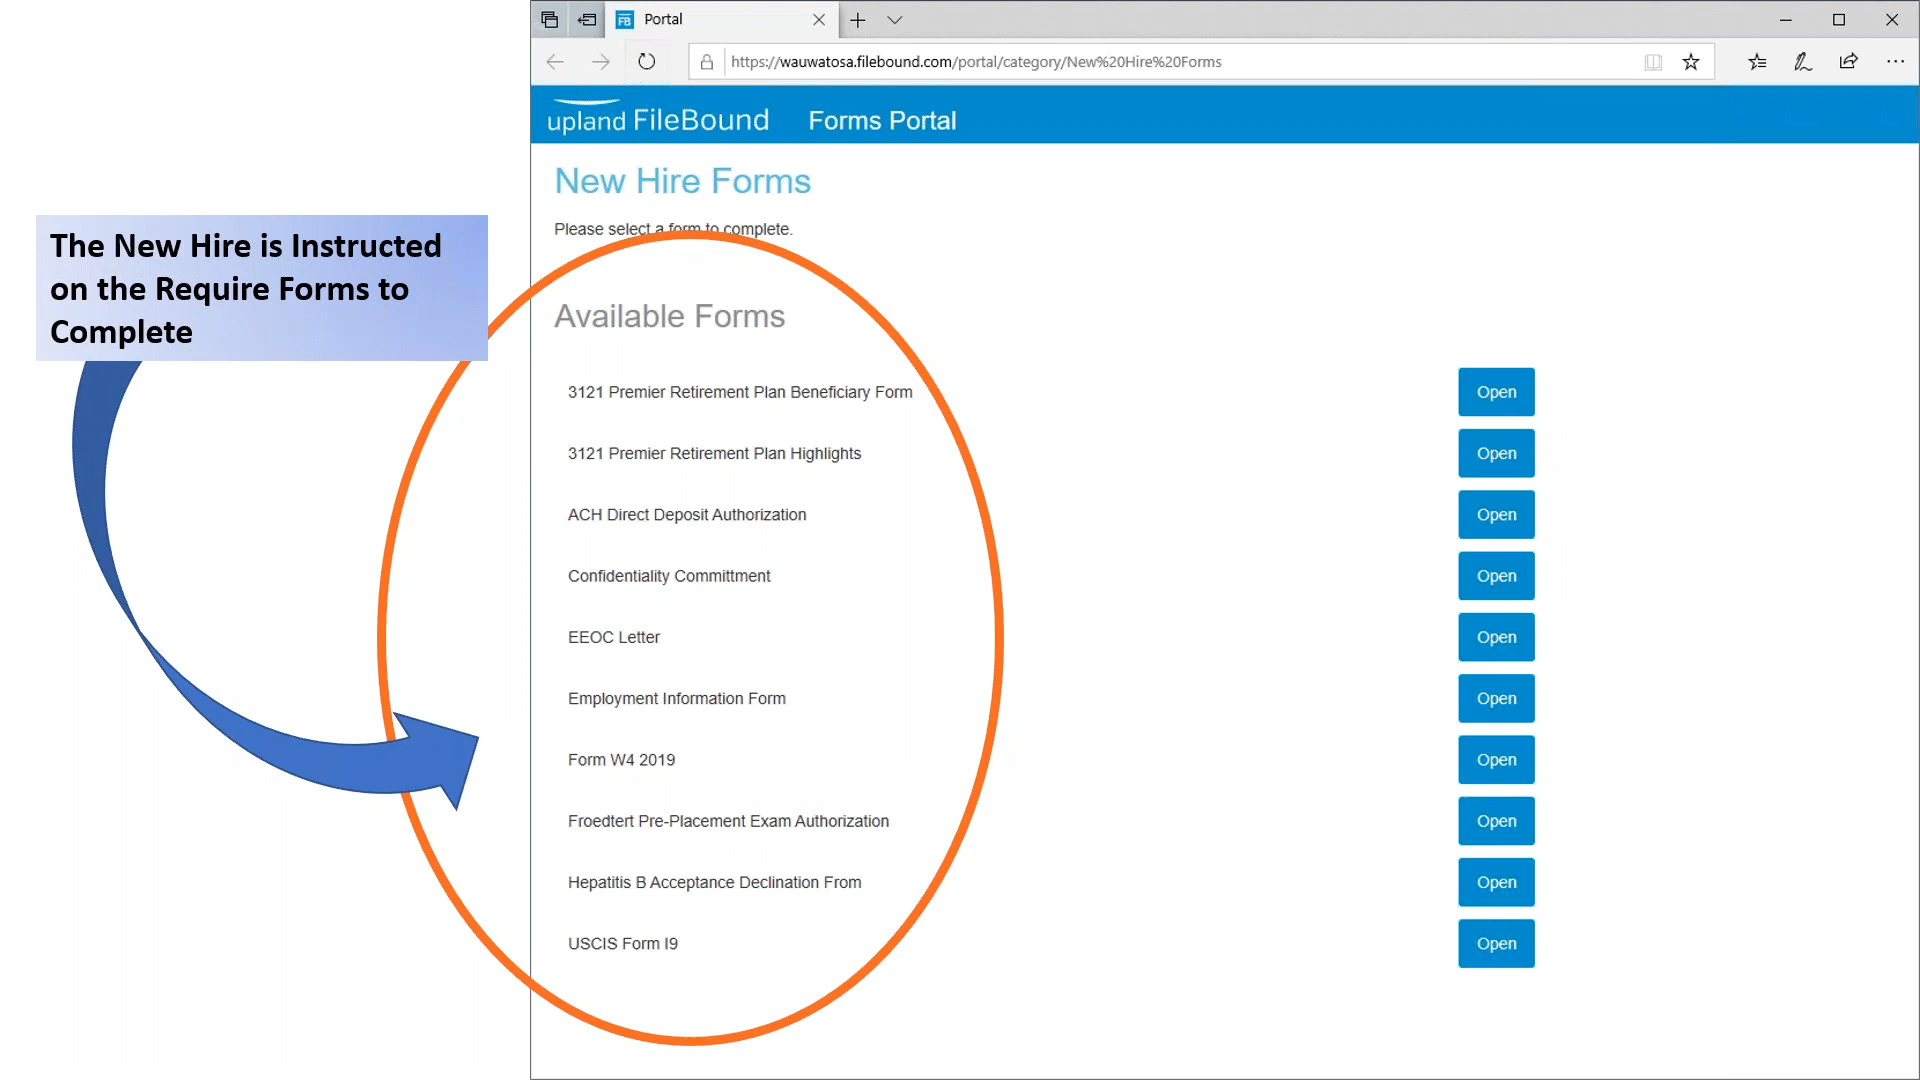 FB Portal
https://wauwatosa.filebound.com/portal/category/New%20Hire%20Forms
upland FileBound Forms Portal
New Hire Forms
Please select a form to complete.
The New Hire is Instructed
on the Require Forms to
Complete
Available Forms
3121 Premier Retirement Plan Beneficiary Form Open
3121 Premier Retirement Plan Highlights Open
ACH Direct Deposit Authorization Open
Confidentiality Committment Open
EEOC Letter Open
Employment Information Form Open
Form W4 2019 Open
Froedtert Pre-Placement Exam Authorization Open
Hepatitis B Acceptance Declination From Open
USCIS Form I9 Open